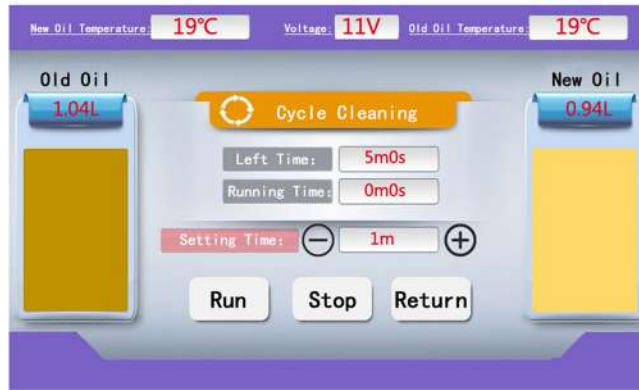 New Oil Temperature: 19℃ Voltage: 11V Old Oil Temperature: 19℃
Old Oil New Oil
1.04L 0.94L
Cycle Cleaning
Left Time: 5m0s
Running Time: 0m0s
Setting Time: 1m
Run Stop Return